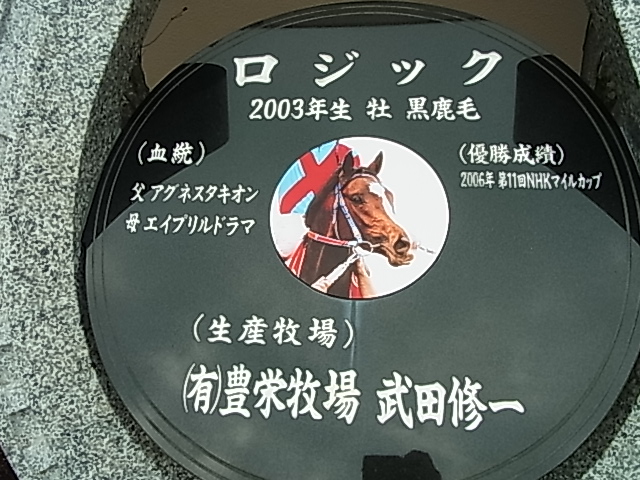 ロジック
2003年生 牡 黒鹿毛
(血統)
父 アグネスタキオン
母 エイプリルドラマ
(優勝成績)
2006年 第11回NHKマイルカップ
(生産牧場)
㈲豊栄牧場 武田修一